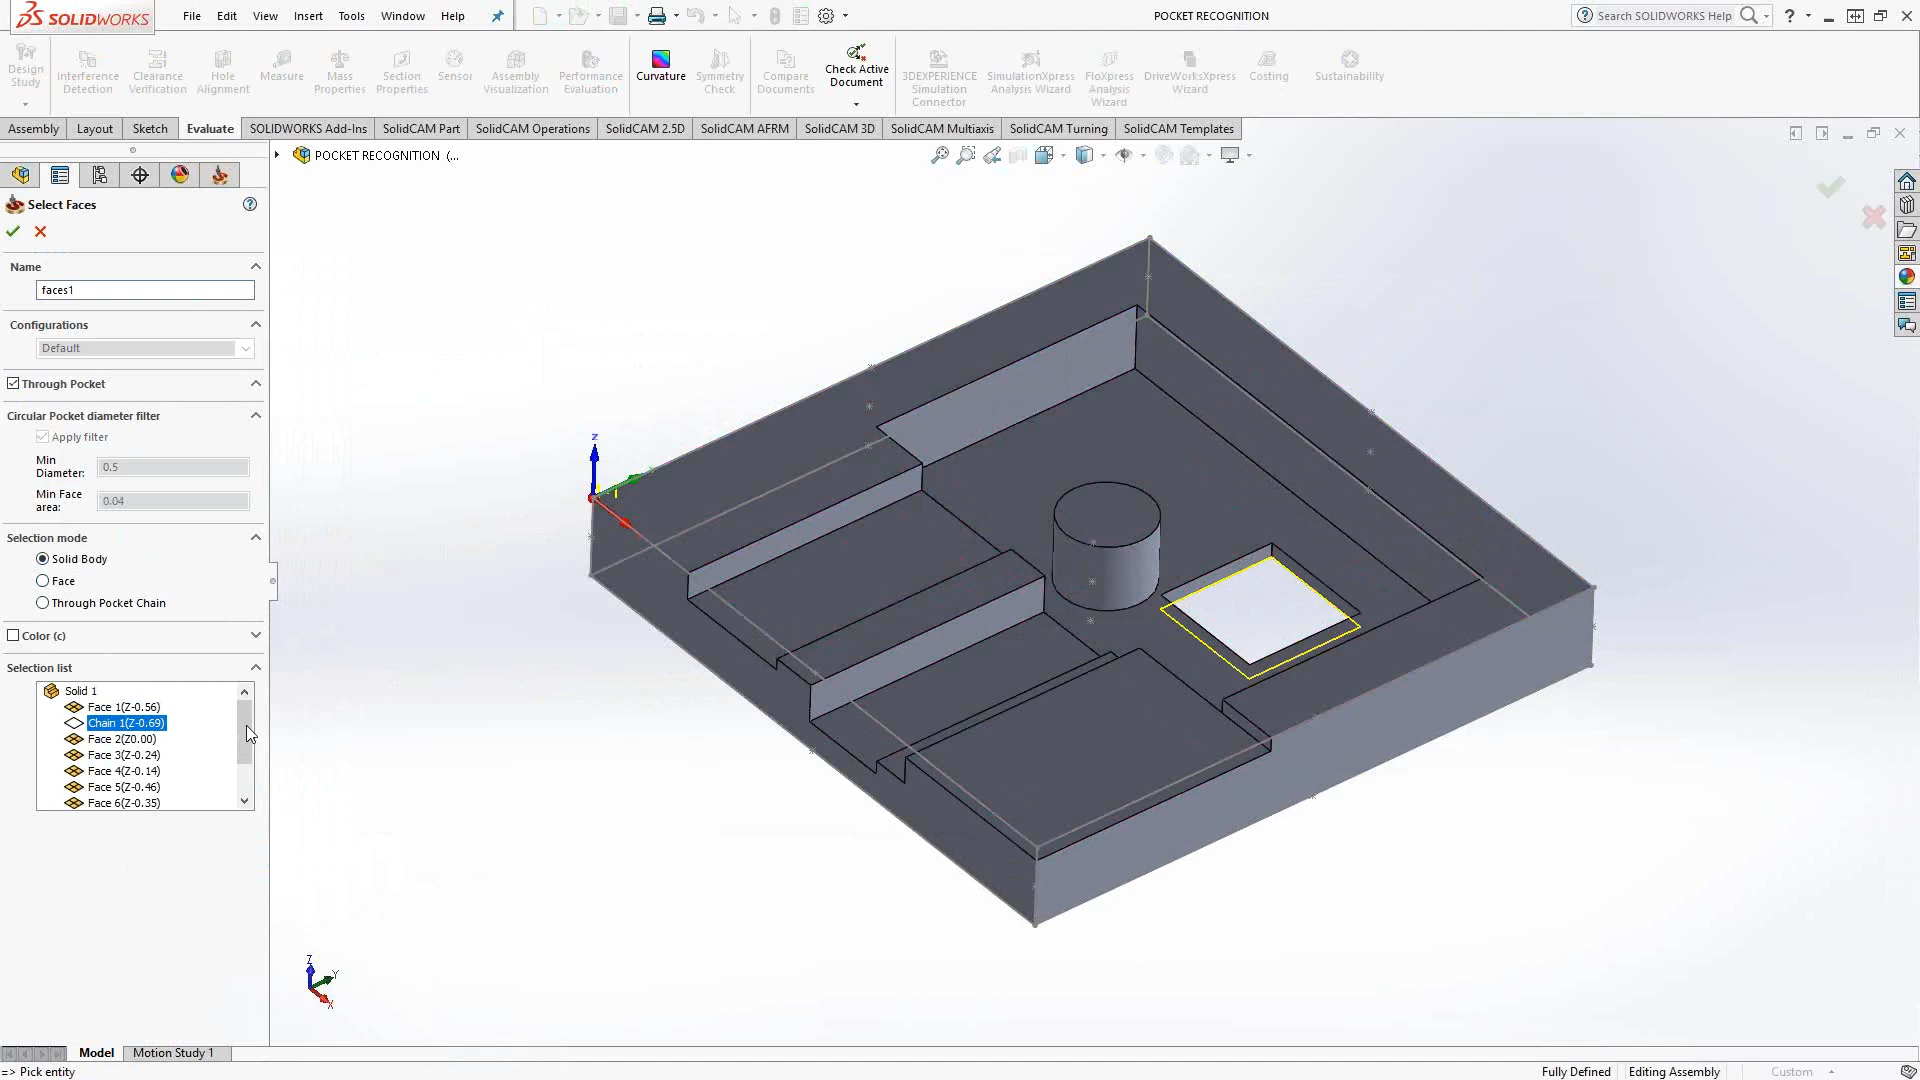 SOLIDWORKS
File Edit View Insert Tools Window Help
POCKET RECOGNITION
Search SOLIDWORKS Help
?
Design Study
Interference Detection
Clearance Verification
Hole Alignment
Measure
Mass Properties
Section Properties
Sensor
Assembly Visualization
Performance Evaluation
Curvature
Symmetry Check
Compare Documents
Check Active Document
3DEXPERIENCE Simulation Connector
SimulationXpress Analysis Wizard
FloXpress Analysis Wizard
DriveWorksXpress Wizard
Costing
Sustainability
Assembly Layout Sketch Evaluate SOLIDWORKS Add-Ins SolidCAM Part SolidCAM Operations SolidCAM 2.5D SolidCAM AFRM SolidCAM 3D SolidCAM Multiaxis SolidCAM Turning SolidCAM Templates
POCKET RECOGNITION (...
Select Faces
?
Name
faces1
Configurations
Default
Through Pocket
Circular Pocket diameter filter
Apply filter
Min Diameter:
0.5
Min Face area:
0.04
Selection mode
Solid Body
Face
Through Pocket Chain
Color (c)
Selection list
Solid 1
Face 1(Z-0.56)
Chain 1(Z-0.69)
Face 2(Z0.00)
Face 3(Z-0.24)
Face 4(Z-0.14)
Face 5(Z-0.46)
Face 6(Z-0.35)
Z
Z
Y
X
Model Motion Study 1
=> Pick entity
Fully Defined Editing Assembly Custom